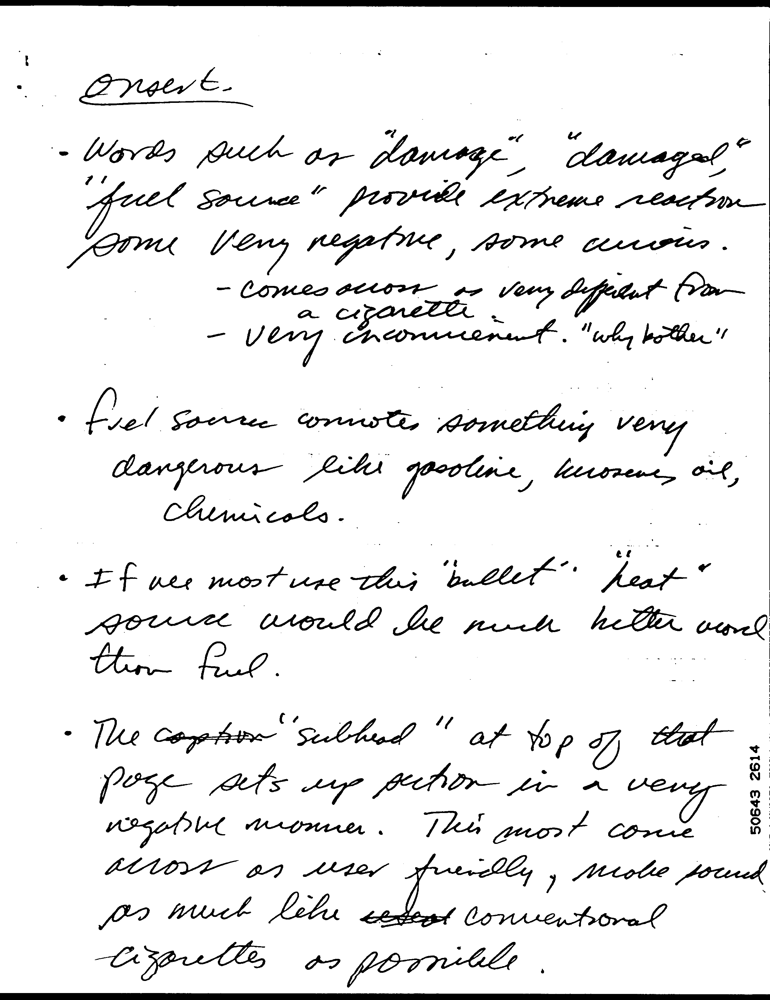 Onsert.
- Words such as "damage", "damaged,"
"fuel source" provide extreme reaction
some very negative, some curious.
- comes across as very different from
a cigarette.
- very inconvenient. "why bother"
• Fuel source connotes something very
dangerous like gasoline, kerosene, oil,
chemicals.
• If we must use this "bullet". "heat"
source would be much better word
than fuel.
• The caption "subhead" at top of that
page sets up section in a very
negative manner. This must come
across as user friendly, make sound
as much like conventional
cigarettes as possible.
50643 2614